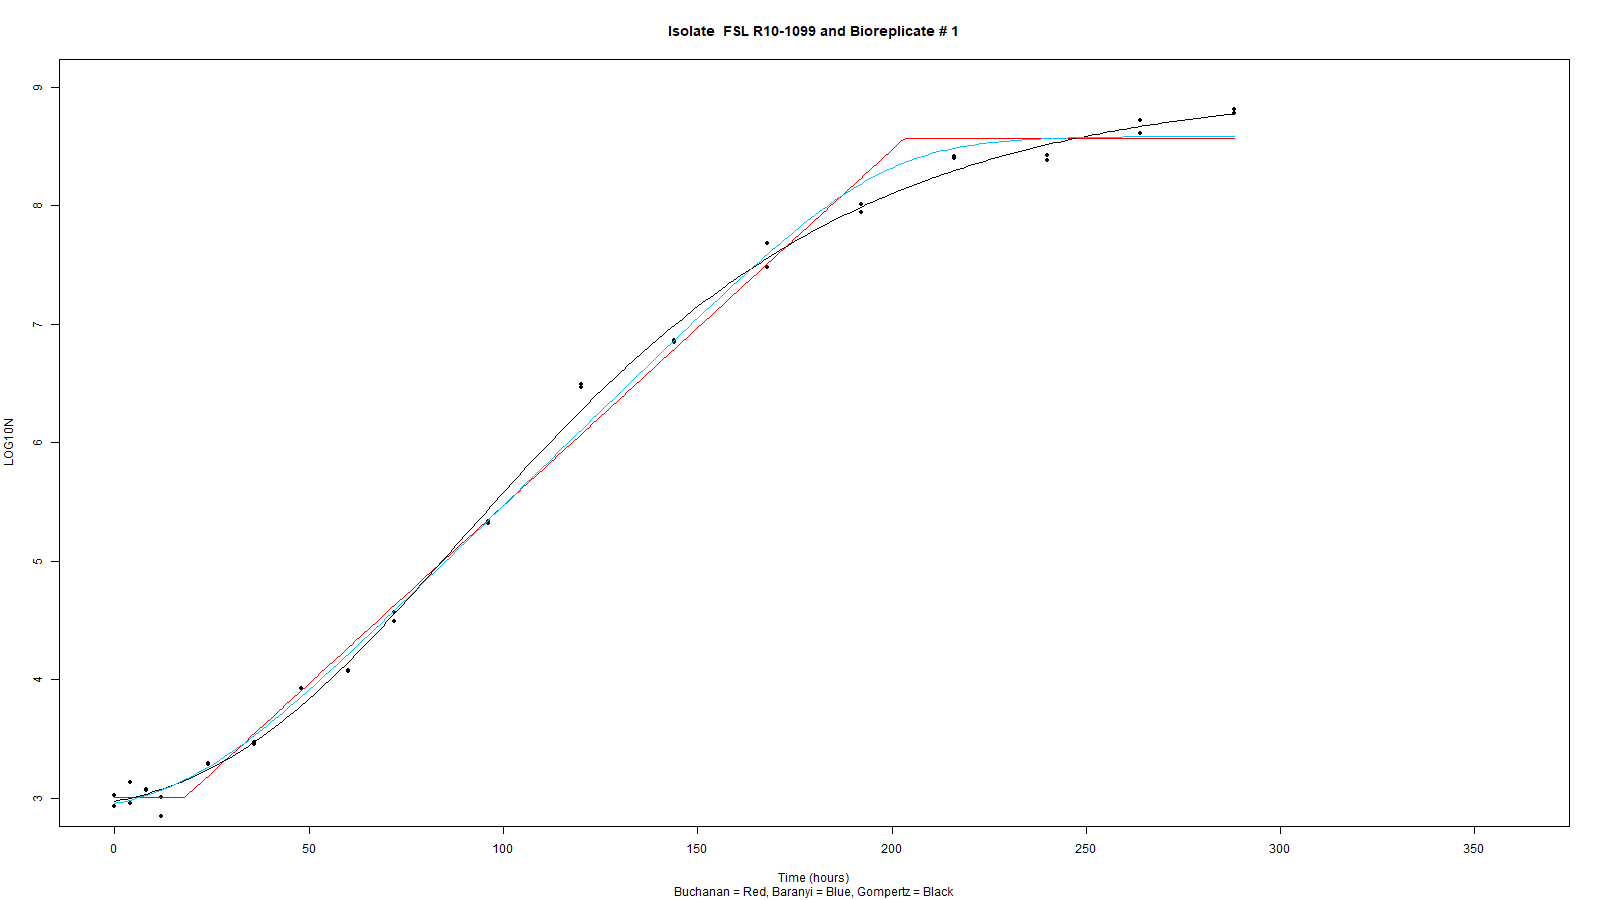 Isolate  FSL R10-1099 and Bioreplicate # 1
9
8
7
6
5
4
3
LOG10N
0 50 100 150 200 250 300 350
Time (hours)
Buchanan = Red, Baranyi = Blue, Gompertz = Black